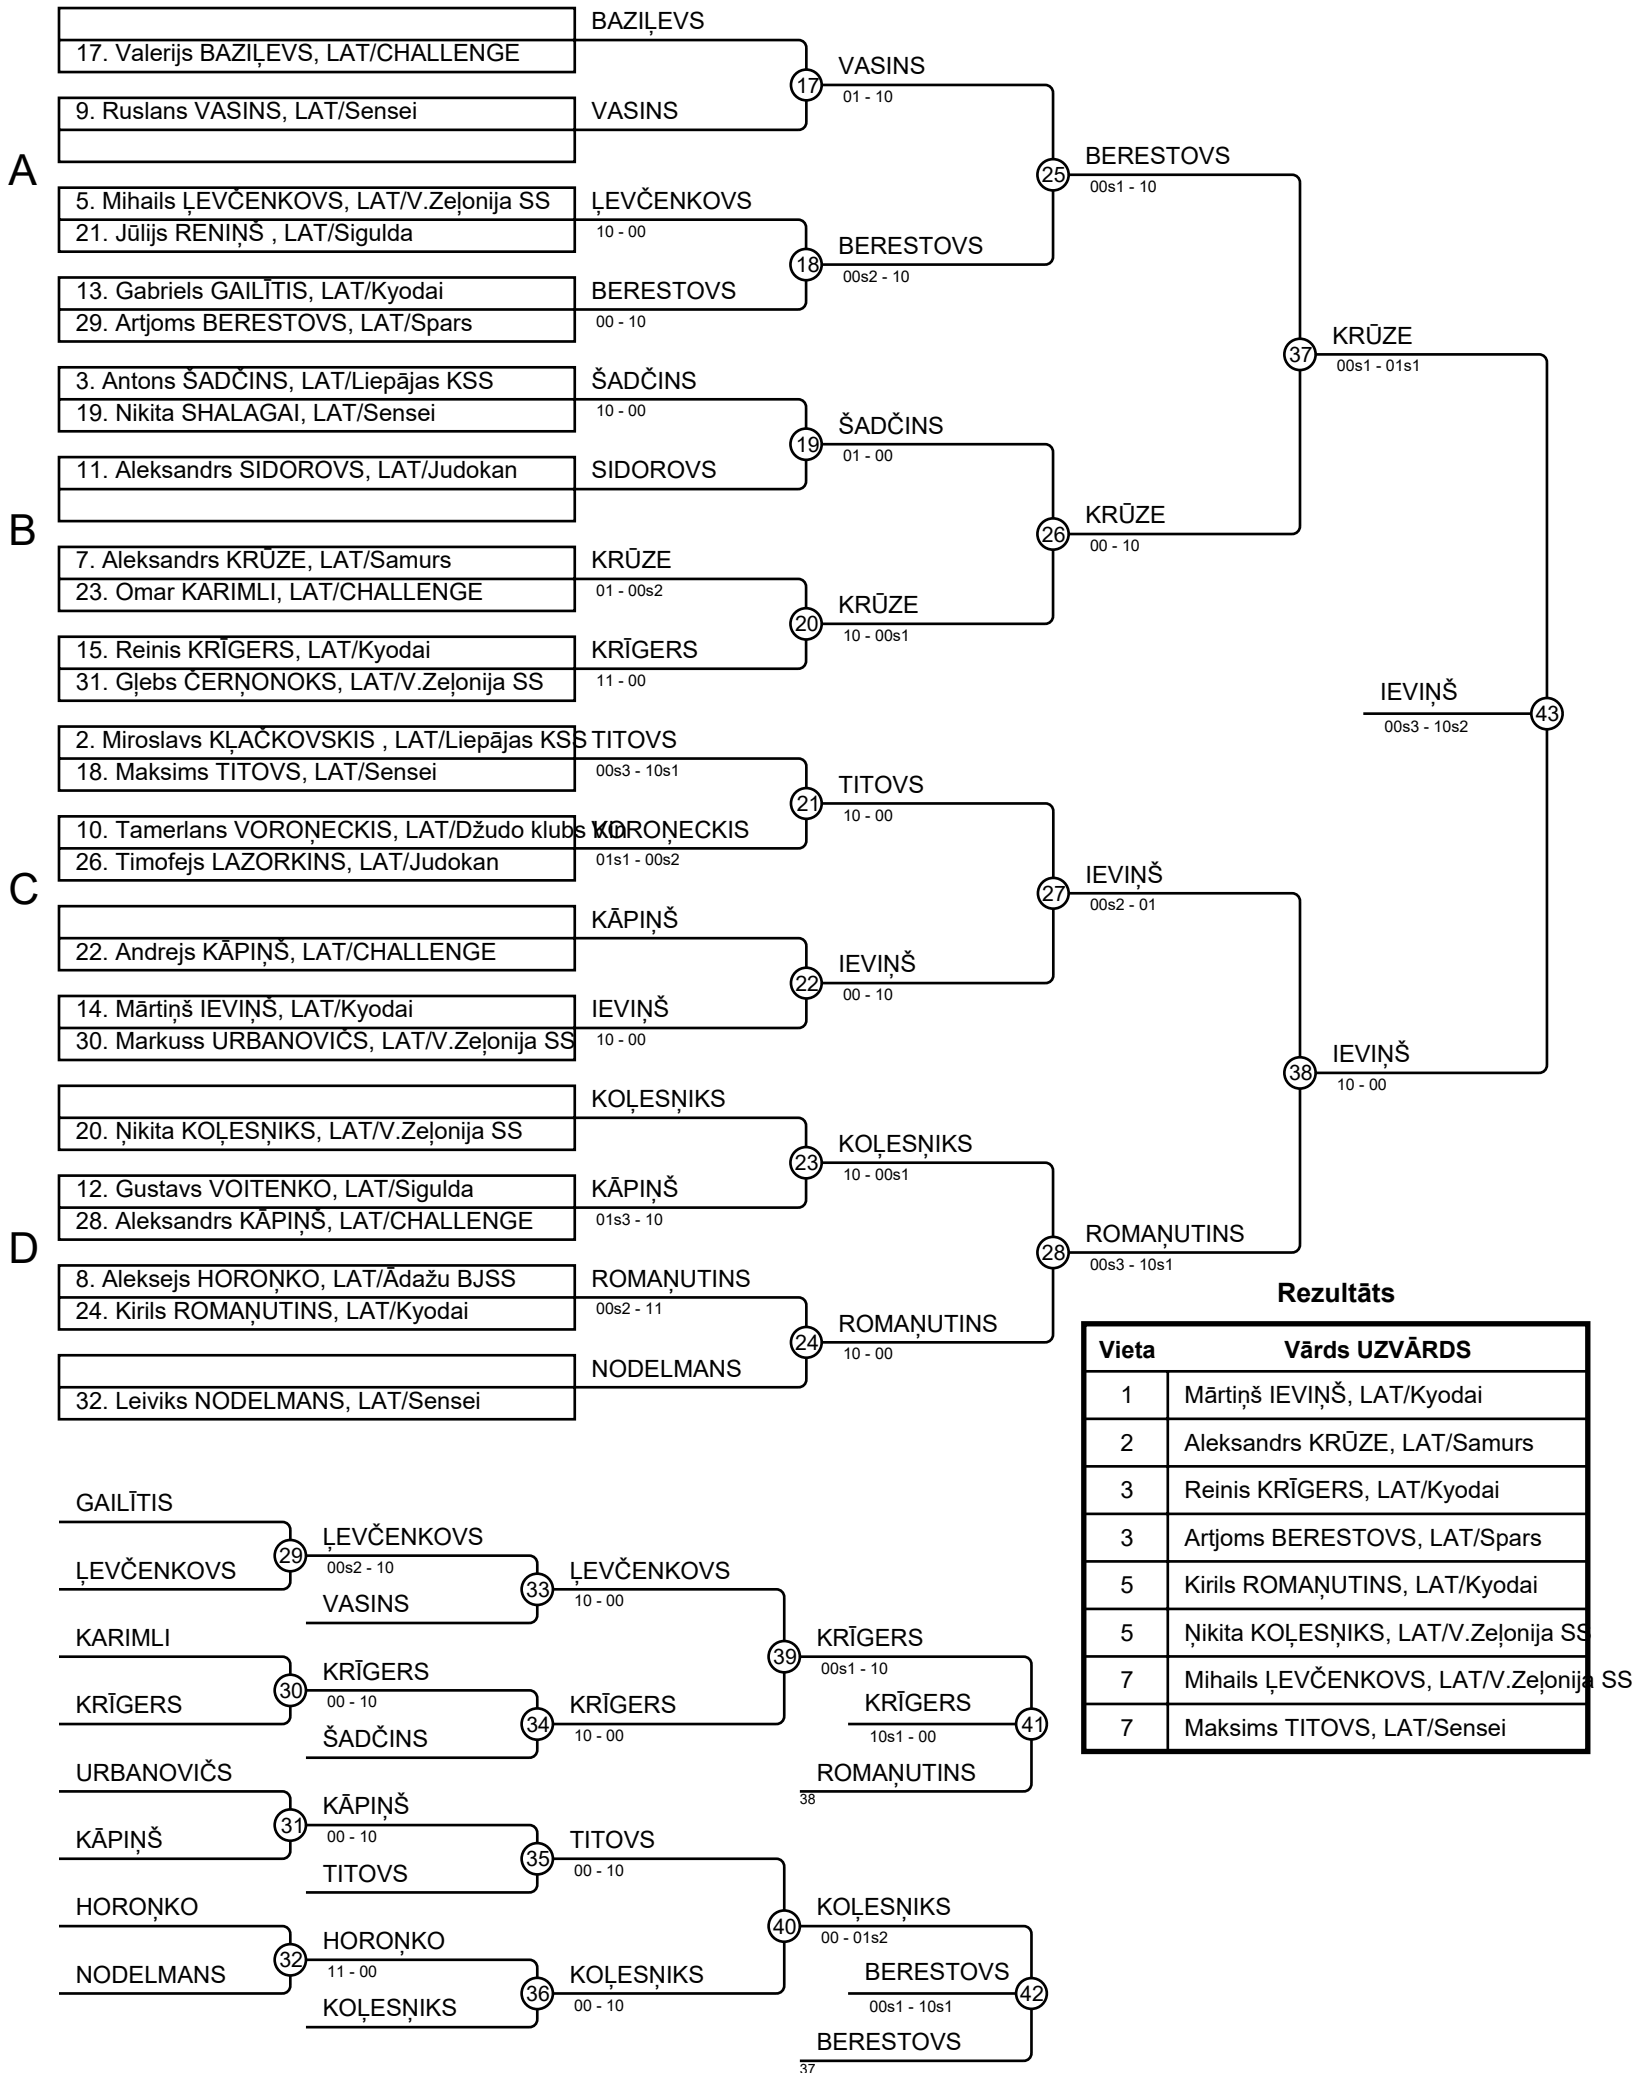 BAZIĻEVS
17. Valerijs BAZIĻEVS, LAT/CHALLENGE
VASINS
17
01 - 10
9. Ruslans VASINS, LAT/Sensei
VASINS
A
BERESTOVS
25
00s1 - 10
5. Mihails ĻEVČENKOVS, LAT/V.Zeļonija SS
ĻEVČENKOVS
21. Jūlijs RENIŅŠ , LAT/Sigulda
10 - 00
BERESTOVS
18
00s2 - 10
13. Gabriels GAILĪTIS, LAT/Kyodai
BERESTOVS
29. Artjoms BERESTOVS, LAT/Spars
00 - 10
KRŪZE
37
00s1 - 01s1
3. Antons ŠADČINS, LAT/Liepājas KSS
ŠADČINS
19. Nikita SHALAGAI, LAT/Sensei
10 - 00
ŠADČINS
19
01 - 00
11. Aleksandrs SIDOROVS, LAT/Judokan
SIDOROVS
B
KRŪZE
26
00 - 10
7. Aleksandrs KRŪZE, LAT/Samurs
KRŪZE
23. Omar KARIMLI, LAT/CHALLENGE
01 - 00s2
KRŪZE
20
10 - 00s1
15. Reinis KRĪGERS, LAT/Kyodai
KRĪGERS
31. Gļebs ČERŅONOKS, LAT/V.Zeļonija SS
11 - 00
IEVIŅŠ
43
00s3 - 10s2
2. Miroslavs KĻAČKOVSKIS , LAT/Liepājas KSS
TITOVS
18. Maksims TITOVS, LAT/Sensei
00s3 - 10s1
TITOVS
21
10 - 00
10. Tamerlans VOROŅECKIS, LAT/Džudo klubs Kin
VOROŅECKIS
26. Timofejs LAZORKINS, LAT/Judokan
01s1 - 00s2
C
IEVIŅŠ
27
00s2 - 01
KĀPIŅŠ
22. Andrejs KĀPIŅŠ, LAT/CHALLENGE
IEVIŅŠ
22
00 - 10
14. Mārtiņš IEVIŅŠ, LAT/Kyodai
IEVIŅŠ
30. Markuss URBANOVIČS, LAT/V.Zeļonija SS
10 - 00
IEVIŅŠ
38
10 - 00
KOĻESŅIKS
20. Ņikita KOĻESŅIKS, LAT/V.Zeļonija SS
KOĻESŅIKS
23
10 - 00s1
12. Gustavs VOITENKO, LAT/Sigulda
KĀPIŅŠ
28. Aleksandrs KĀPIŅŠ, LAT/CHALLENGE
01s3 - 10
D
ROMAŅUTINS
28
00s3 - 10s1
8. Aleksejs HOROŅKO, LAT/Ādažu BJSS
ROMAŅUTINS
24. Kirils ROMAŅUTINS, LAT/Kyodai
00s2 - 11
ROMAŅUTINS
24
10 - 00
NODELMANS
32. Leiviks NODELMANS, LAT/Sensei
Rezultāts
Vieta Vārds UZVĀRDS
1 Mārtiņš IEVIŅŠ, LAT/Kyodai
2 Aleksandrs KRŪZE, LAT/Samurs
3 Reinis KRĪGERS, LAT/Kyodai
3 Artjoms BERESTOVS, LAT/Spars
5 Kirils ROMAŅUTINS, LAT/Kyodai
5 Ņikita KOĻESŅIKS, LAT/V.Zeļonija SS
7 Mihails ĻEVČENKOVS, LAT/V.Zeļonija SS
7 Maksims TITOVS, LAT/Sensei
GAILĪTIS
ĻEVČENKOVS
29
00s2 - 10
ĻEVČENKOVS
ĻEVČENKOVS
33
10 - 00
VASINS
KARIMLI
KRĪGERS
39
00s1 - 10
KRĪGERS
30
00 - 10
KRĪGERS
KRĪGERS
34
10 - 00
ŠADČINS
KRĪGERS
41
10s1 - 00
ROMAŅUTINS
38
URBANOVIČS
KĀPIŅŠ
31
00 - 10
KĀPIŅŠ
TITOVS
35
00 - 10
TITOVS
HOROŅKO
KOĻESŅIKS
40
00 - 01s2
HOROŅKO
32
11 - 00
NODELMANS
KOĻESŅIKS
36
00 - 10
KOĻESŅIKS
BERESTOVS
42
00s1 - 10s1
BERESTOVS
37